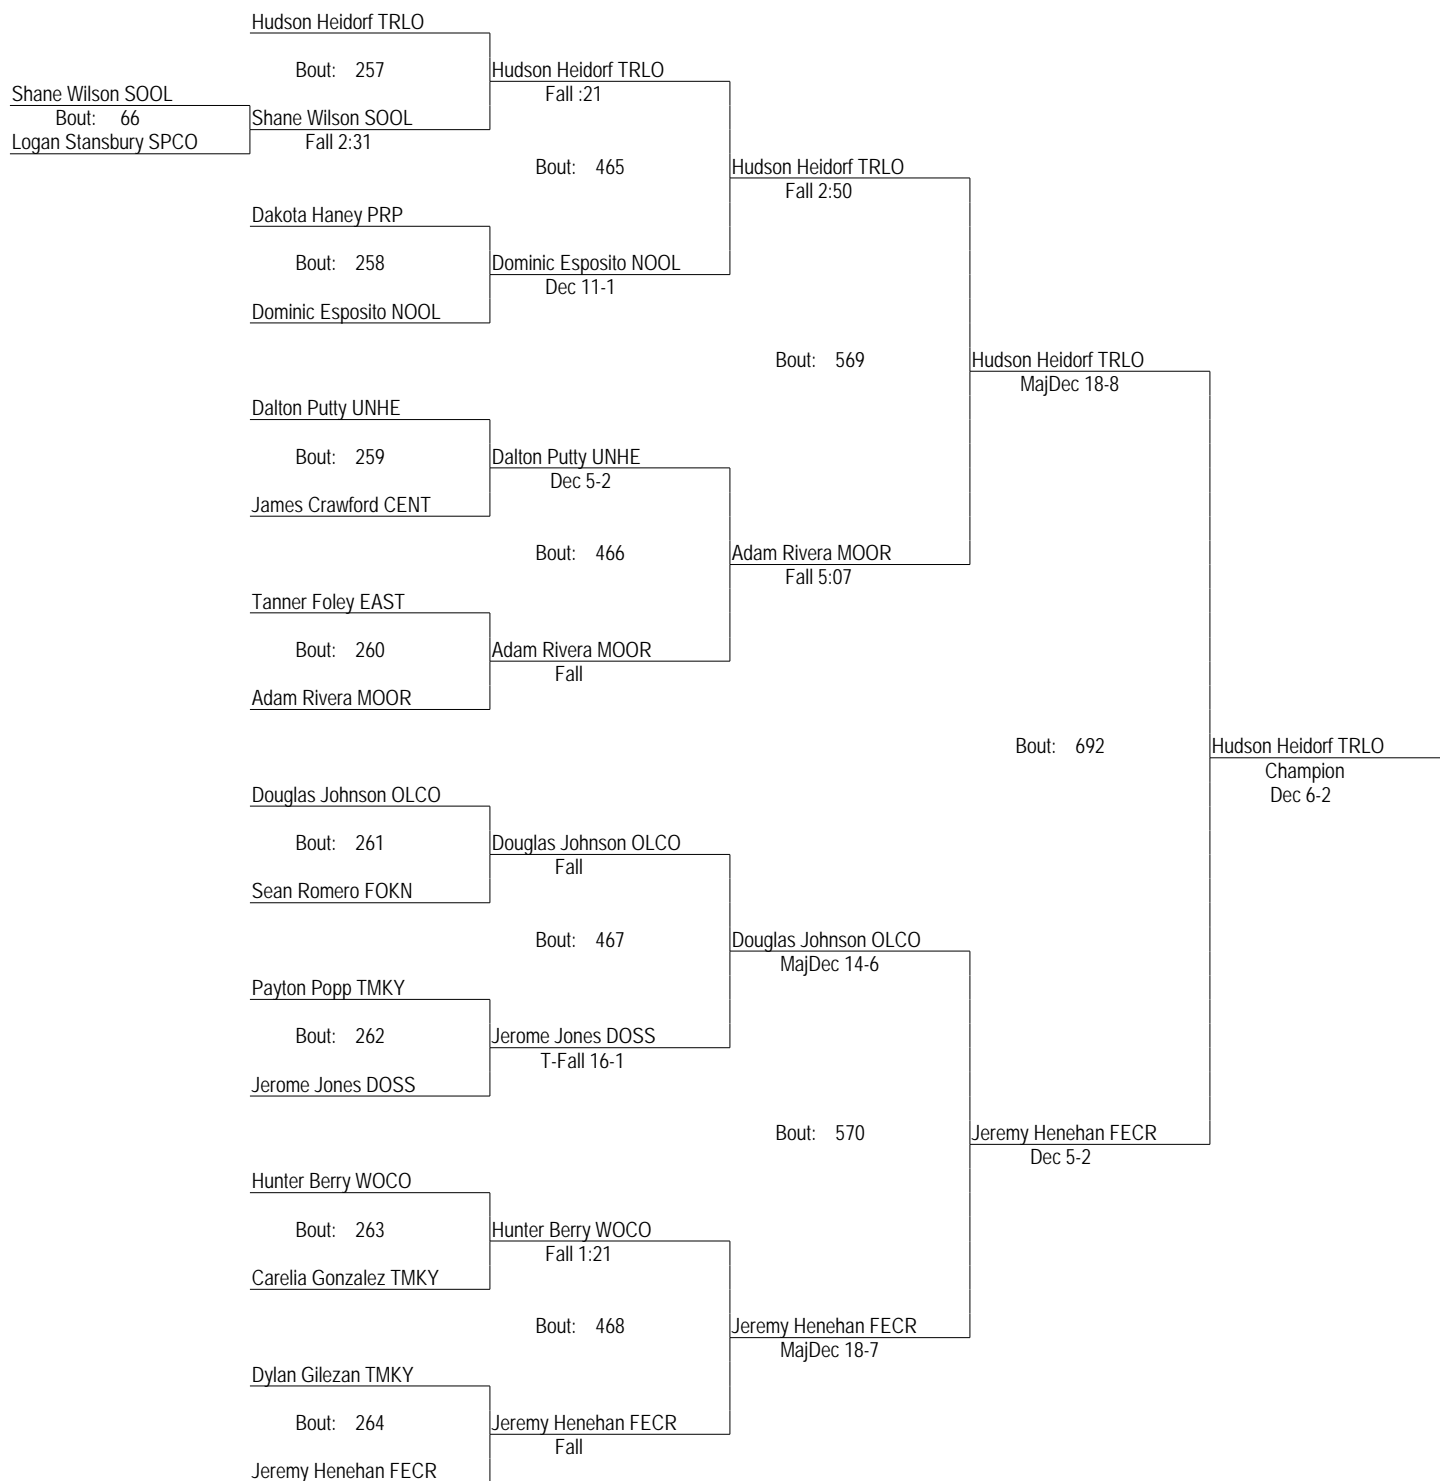 Hudson Heidorf TRLO
Bout: 257
Hudson Heidorf TRLO
Fall :21
Shane Wilson SOOL
Bout: 66
Logan Stansbury SPCO
Shane Wilson SOOL
Fall 2:31
Bout: 465
Hudson Heidorf TRLO
Fall 2:50
Dakota Haney PRP
Bout: 258
Dominic Esposito NOOL
Dec 11-1
Dominic Esposito NOOL
Bout: 569
Hudson Heidorf TRLO
MajDec 18-8
Dalton Putty UNHE
Bout: 259
Dalton Putty UNHE
Dec 5-2
James Crawford CENT
Bout: 466
Adam Rivera MOOR
Fall 5:07
Tanner Foley EAST
Bout: 260
Adam Rivera MOOR
Fall
Adam Rivera MOOR
Bout: 692
Hudson Heidorf TRLO
Champion
Dec 6-2
Douglas Johnson OLCO
Bout: 261
Douglas Johnson OLCO
Fall
Sean Romero FOKN
Bout: 467
Douglas Johnson OLCO
MajDec 14-6
Payton Popp TMKY
Bout: 262
Jerome Jones DOSS
T-Fall 16-1
Jerome Jones DOSS
Bout: 570
Jeremy Henehan FECR
Dec 5-2
Hunter Berry WOCO
Bout: 263
Hunter Berry WOCO
Fall 1:21
Carelia Gonzalez TMKY
Bout: 468
Jeremy Henehan FECR
MajDec 18-7
Dylan Gilezan TMKY
Bout: 264
Jeremy Henehan FECR
Fall
Jeremy Henehan FECR